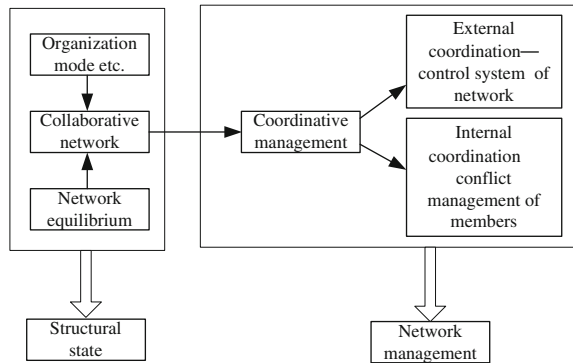 Organization
mode etc.
Collaborative
network
Network
equilibrium
Structural
state
Coordinative
management
External
coordination—
control system of
network
Internal
coordination
conflict
management of
members
Network
management